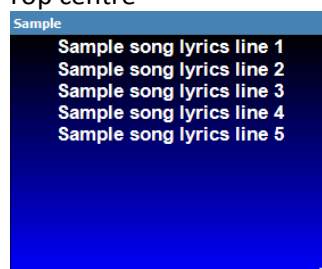 Top centre
Sample
Sample song lyrics line 1
Sample song lyrics line 2
Sample song lyrics line 3
Sample song lyrics line 4
Sample song lyrics line 5